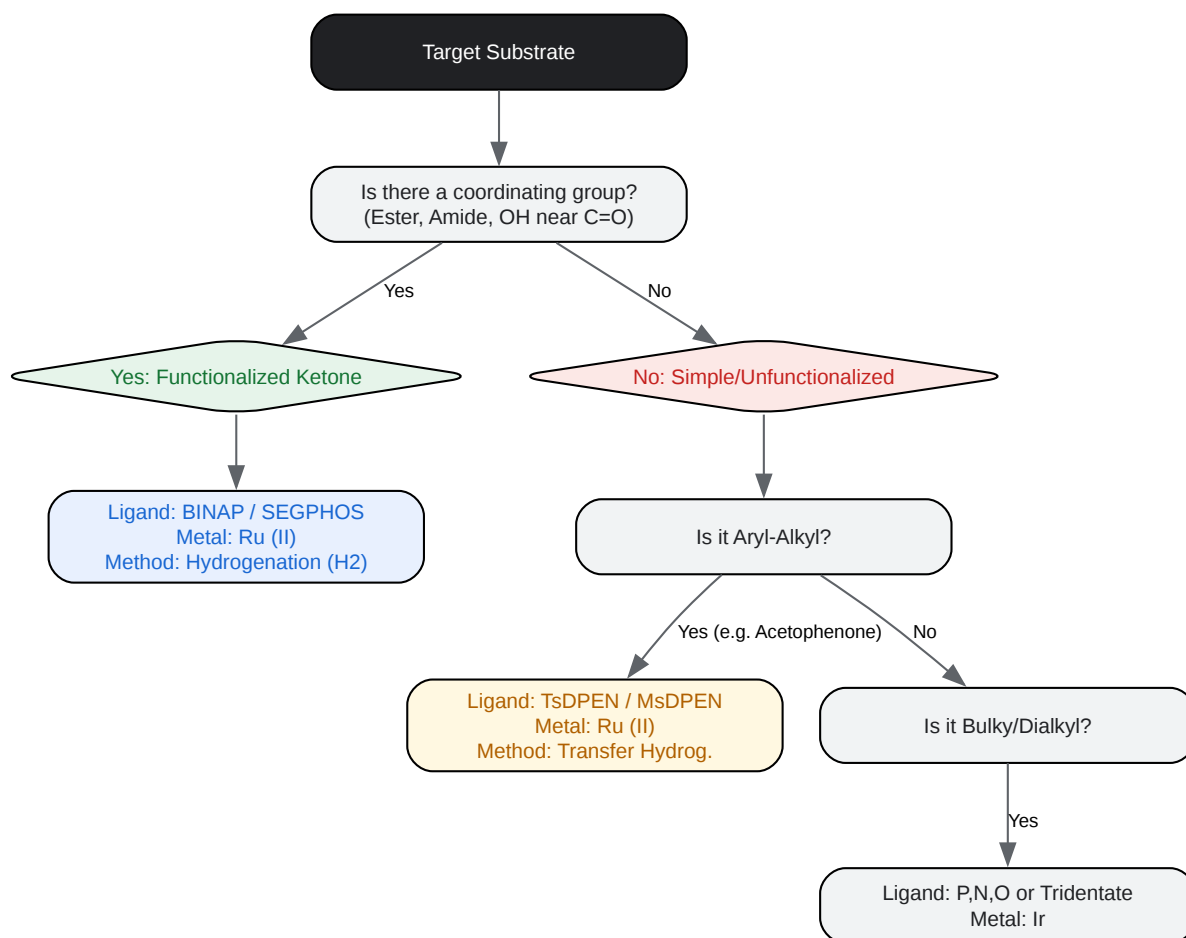 Target Substrate
Is there a coordinating group?
(Ester, Amide, OH near C=O)
Yes
No
Yes: Functionalized Ketone
No: Simple/Unfunctionalized
Ligand: BINAP / SEGPHOS
Metal: Ru (II)
Method: Hydrogenation (H2)
Is it Aryl-Alkyl?
Yes (e.g. Acetophenone)
No
Ligand: TsDPEN / MsDPEN
Metal: Ru (II)
Method: Transfer Hydrog.
Is it Bulky/Dialkyl?
Yes
Ligand: P,N,O or Tridentate
Metal: Ir